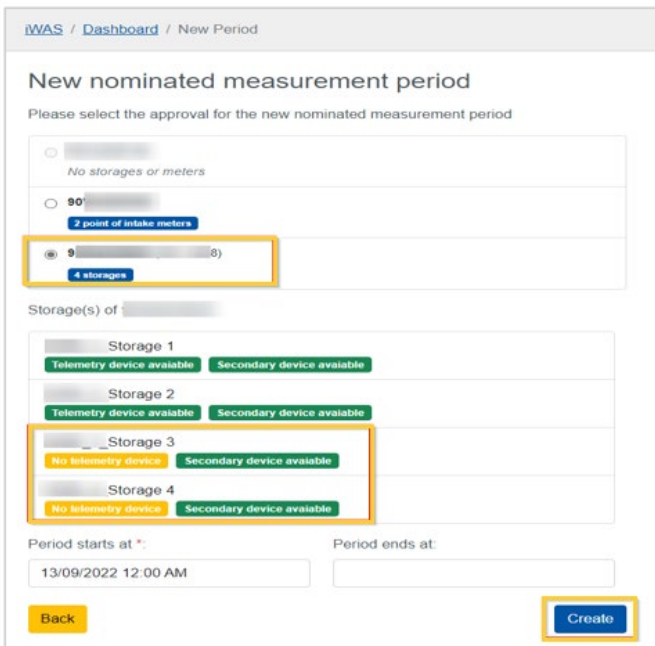 iWAS / Dashboard / New Period
New nominated measurement period
Please select the approval for the new nominated measurement period
No storages or meters
90
2 point of intake meters
9 8)
4 storages
Storage(s) of
Storage 1
Telemetry device avaiable Secondary device avaiable
Storage 2
Telemetry device avaiable Secondary device avaiable
_ _Storage 3
No telemetry device Secondary device avaiable
Storage 4
No telemetry device Secondary device avaiable
Period starts at *: Period ends at:
13/09/2022 12:00 AM
Back Create